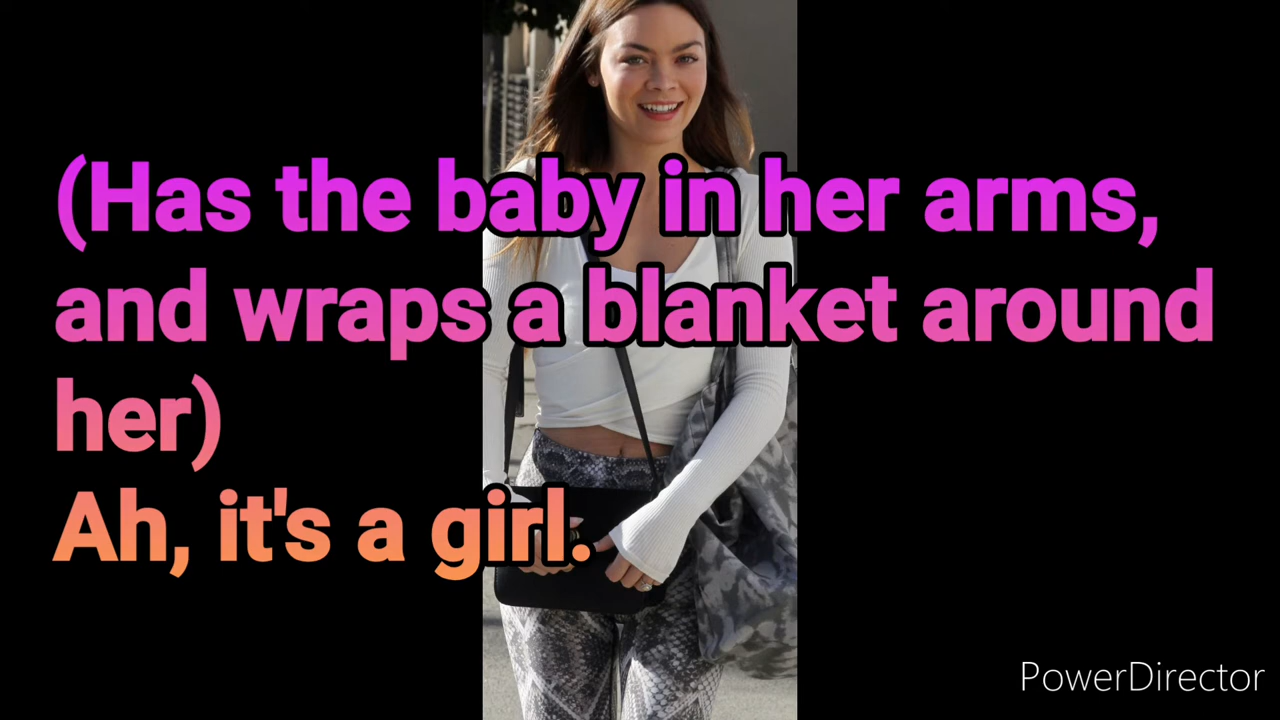 (Has the baby in her arms,
and wraps a blanket around
her)
Ah, it's a girl.
PowerDirector